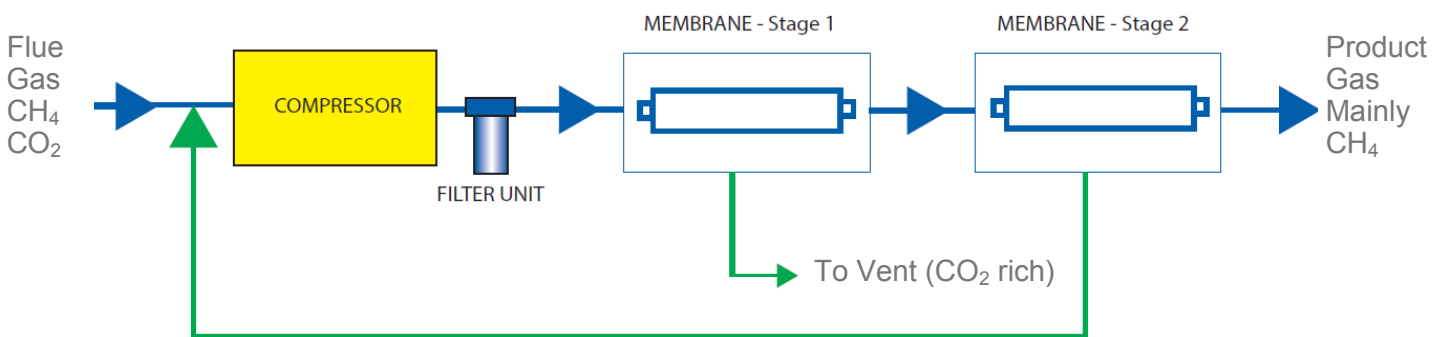 MEMBRANE - Stage 1
MEMBRANE - Stage 2
Flue
Gas
CH₄
CO₂
COMPRESSOR
FILTER UNIT
Product
Gas
Mainly
CH₄
To Vent (CO₂ rich)